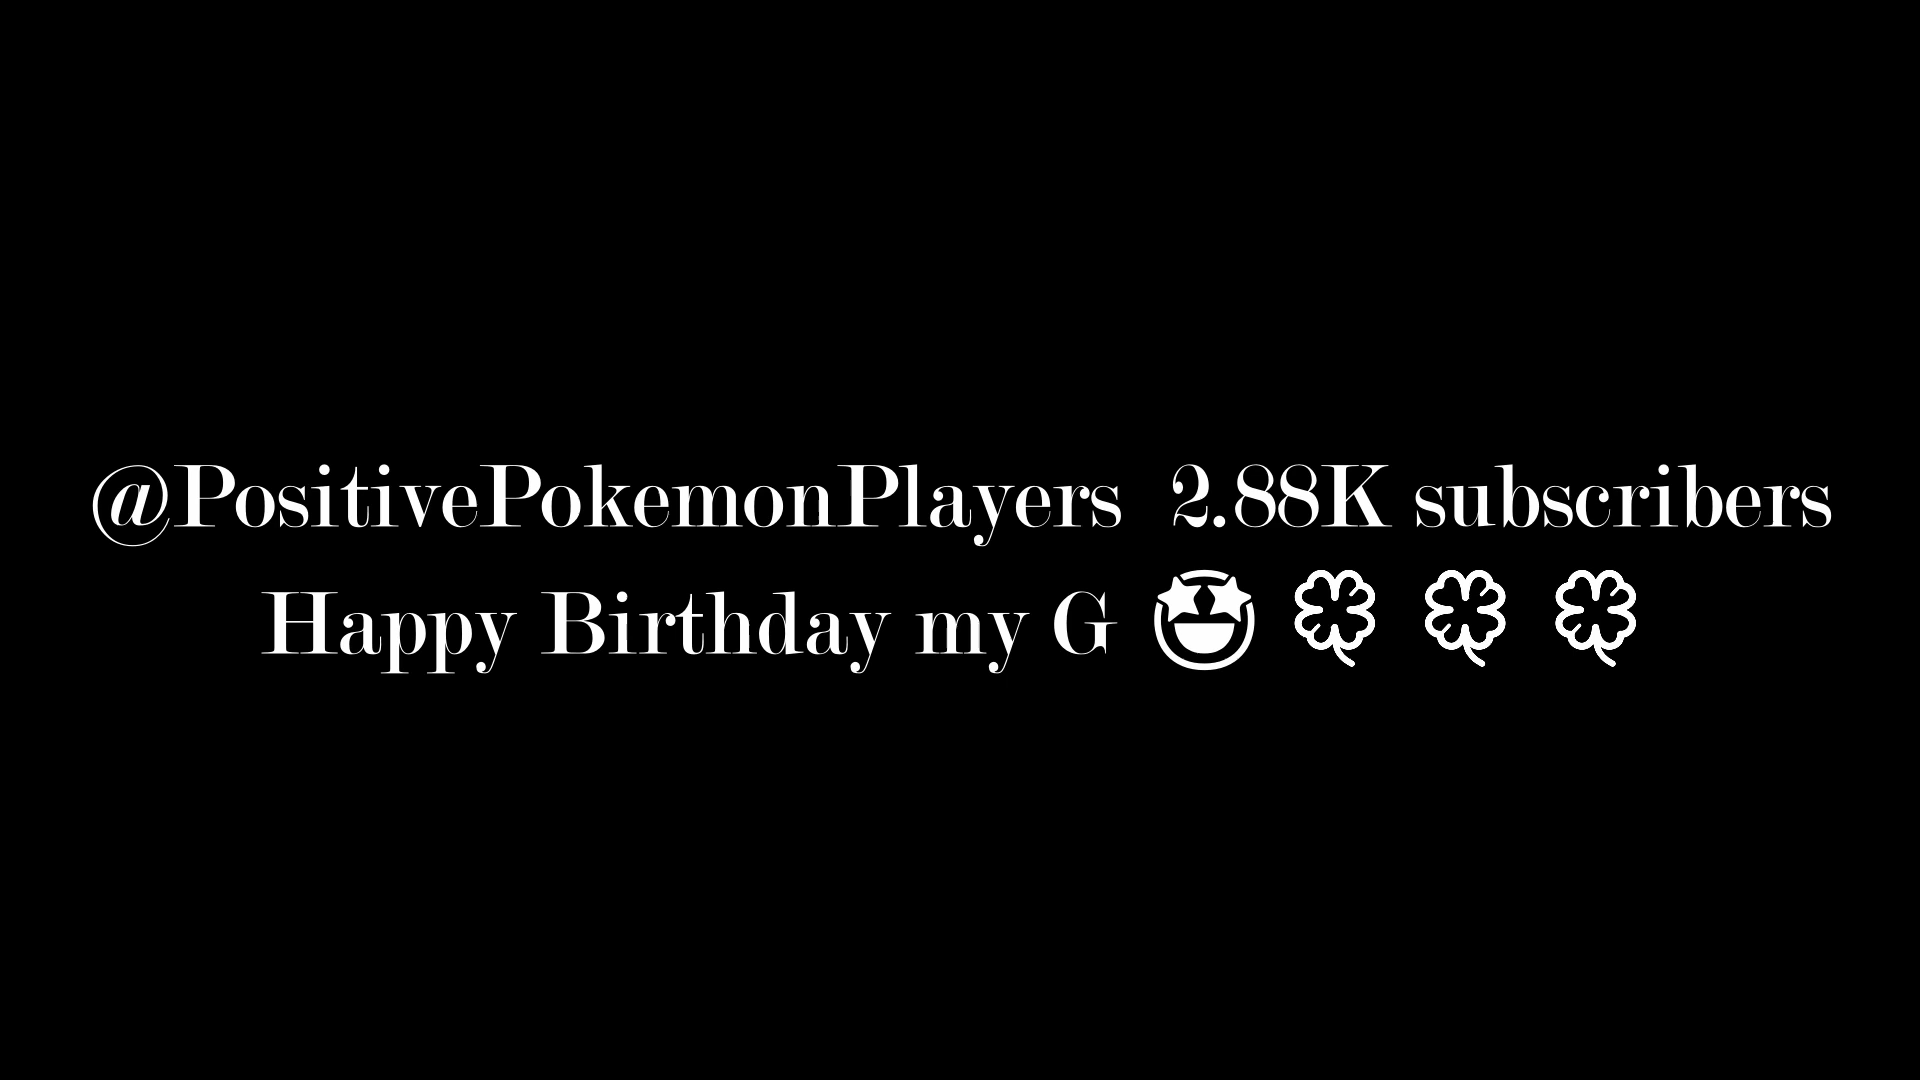 @PositivePokemonPlayers 2.88K subscribers
Happy Birthday my G 🤩 🍀 🍀 🍀